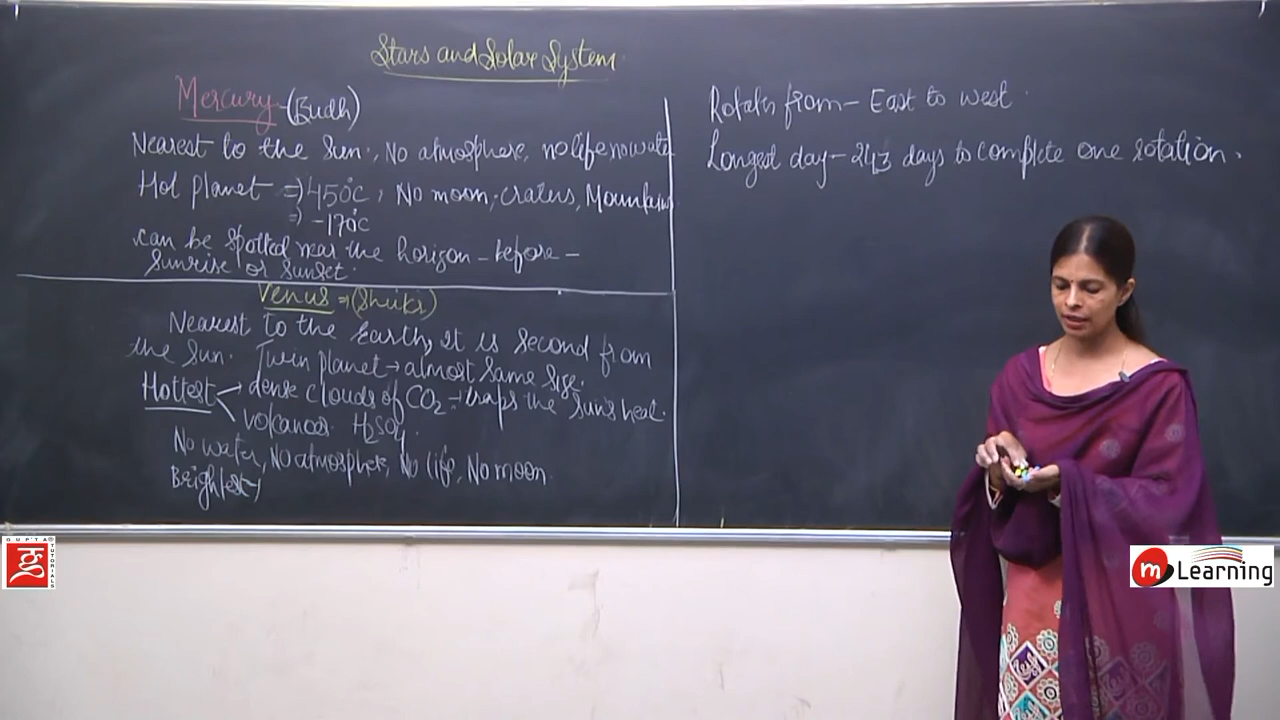 Stars and Solar System
Mercury - (Budh)
Nearest to the Sun., No atmosphere, no life no water
Hot planet ⇒ 450°C, No moon, craters, Mountains
⇒ -170°C
can be spotted near the horizon - before -
sunrise or sunset.
Venus ⇒ (Shukr)
Nearest to the Earth, It is second from
the Sun. Twin planet → almost same size.
Hottest → dense clouds of CO2 → traps the Sun's heat.
volcanoes H2SO4
No water, No atmosphere, No life, No moon
Brightest
Rotates from - East to west.
Longest day - 243 days to complete one rotation.
GUPTA TUTORIALS
m Learning